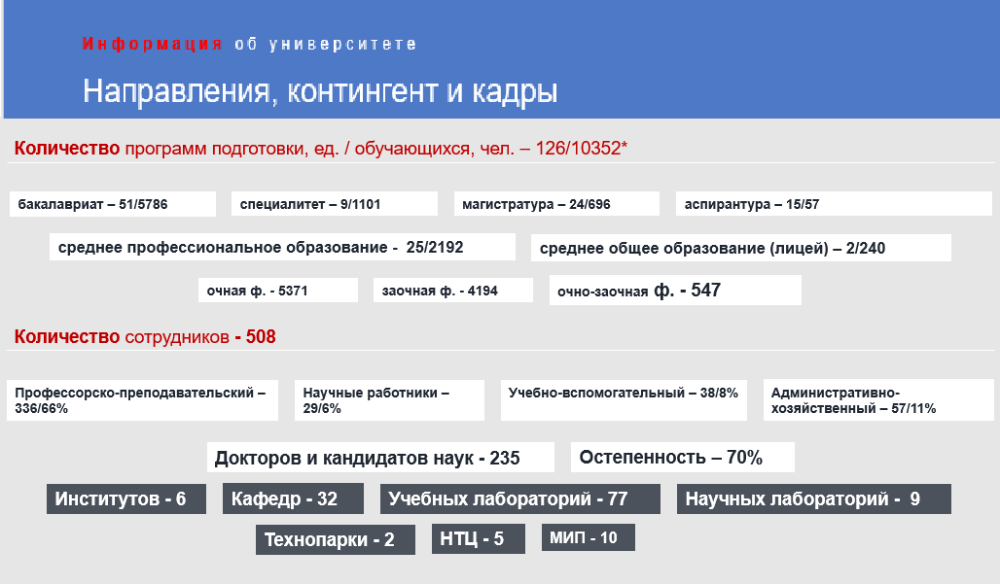 Информация об университете
Направления, контингент и кадры
Количество программ подготовки, ед. / обучающихся, чел. – 126/10352*
бакалавриат – 51/5786
специалитет – 9/1101
магистратура – 24/696
аспирантура – 15/57
среднее профессиональное образование - 25/2192
среднее общее образование (лицей) – 2/240
очная ф. - 5371
заочная ф. - 4194
очно-заочная ф. - 547
Количество сотрудников - 508
Профессорско-преподавательский –
336/66%
Научные работники –
29/6%
Учебно-вспомогательный – 38/8%
Административно-
хозяйственный – 57/11%
Докторов и кандидатов наук - 235
Остепенность – 70%
Институтов - 6
Кафедр - 32
Учебных лабораторий - 77
Научных лабораторий - 9
Технопарки - 2
НТЦ - 5
МИП - 10